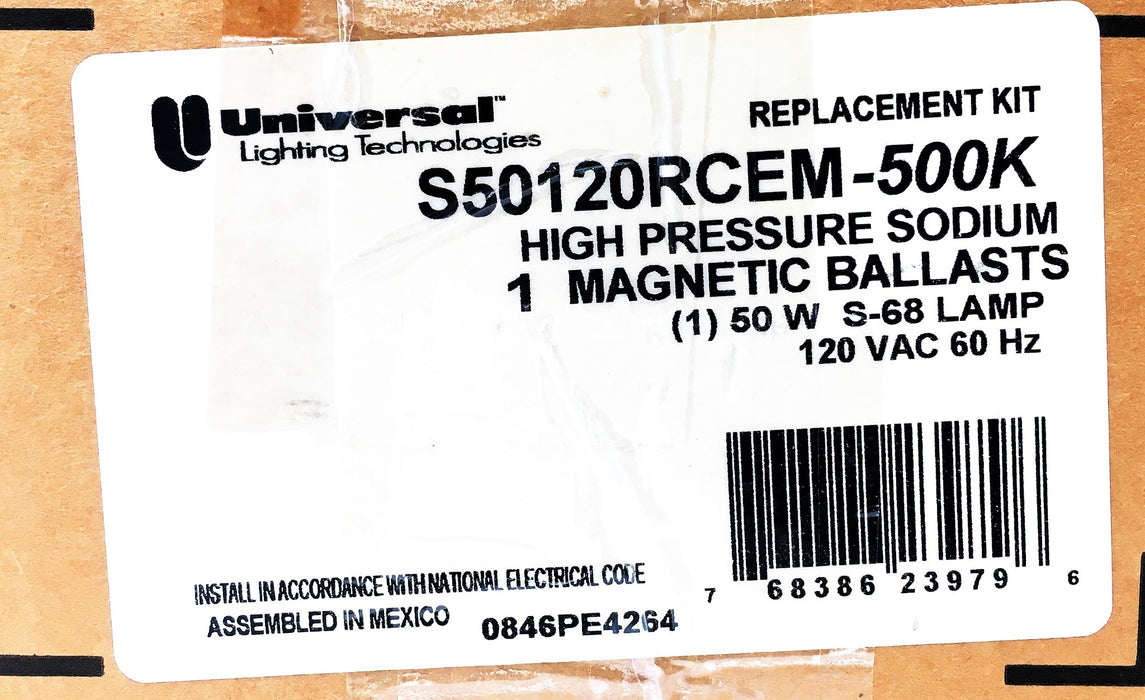 Universal™
Lighting Technologies
REPLACEMENT KIT
S50120RCEM-500K
HIGH PRESSURE SODIUM
1 MAGNETIC BALLASTS
(1) 50 W S-68 LAMP
120 VAC 60 Hz
7 68386 23979 6
INSTALL IN ACCORDANCE WITH NATIONAL ELECTRICAL CODE
ASSEMBLED IN MEXICO 0846PE4264